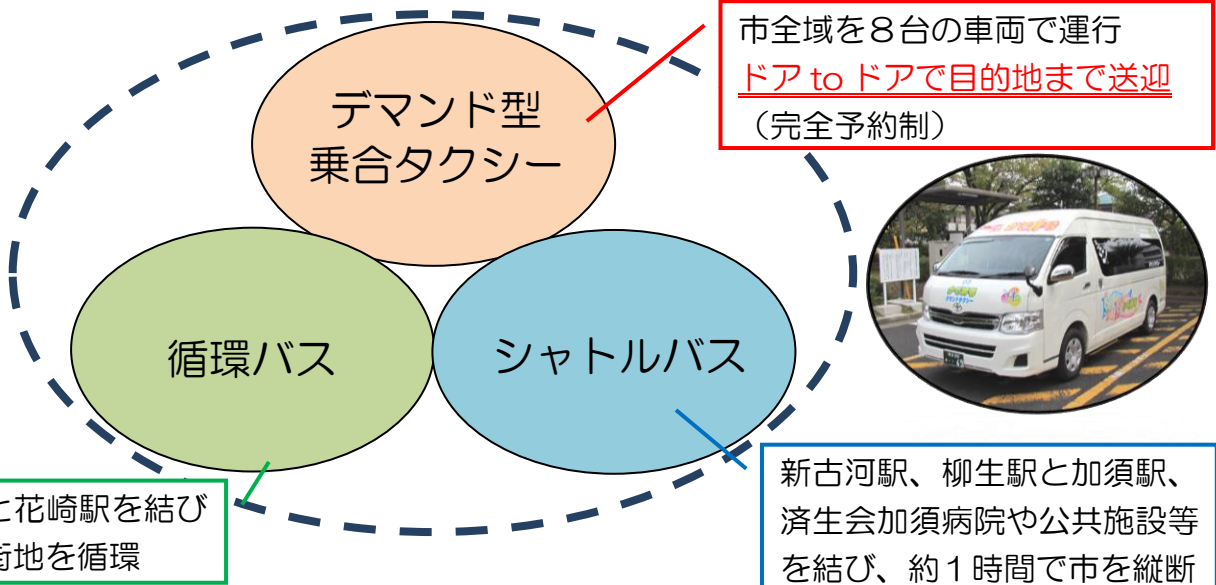 市全域を８台の車両で運行
ドア to ドアで目的地まで送迎
（完全予約制）
デマンド型
乗合タクシー
循環バス
シャトルバス
と花崎駅を結び
街地を循環
新古河駅、柳生駅と加須駅、
済生会加須病院や公共施設等
を結び、約１時間で市を縦断